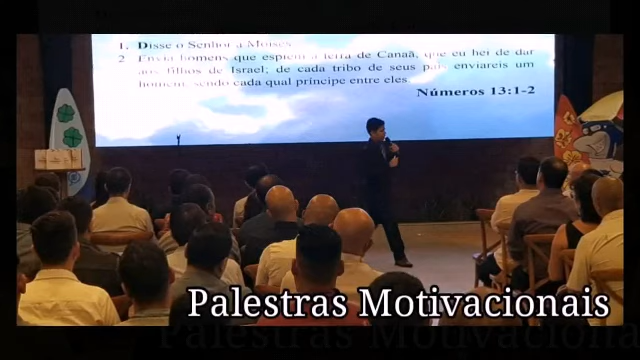 1. Disse o Senhor a Moisés
2 Envia homens que espiem a terra de Canaã, que eu hei de dar
aos filhos de Israel; de cada tribo de seus pais enviareis um
homem, sendo cada qual príncipe entre eles.
Números 13:1-2
Palestras Motivacionais